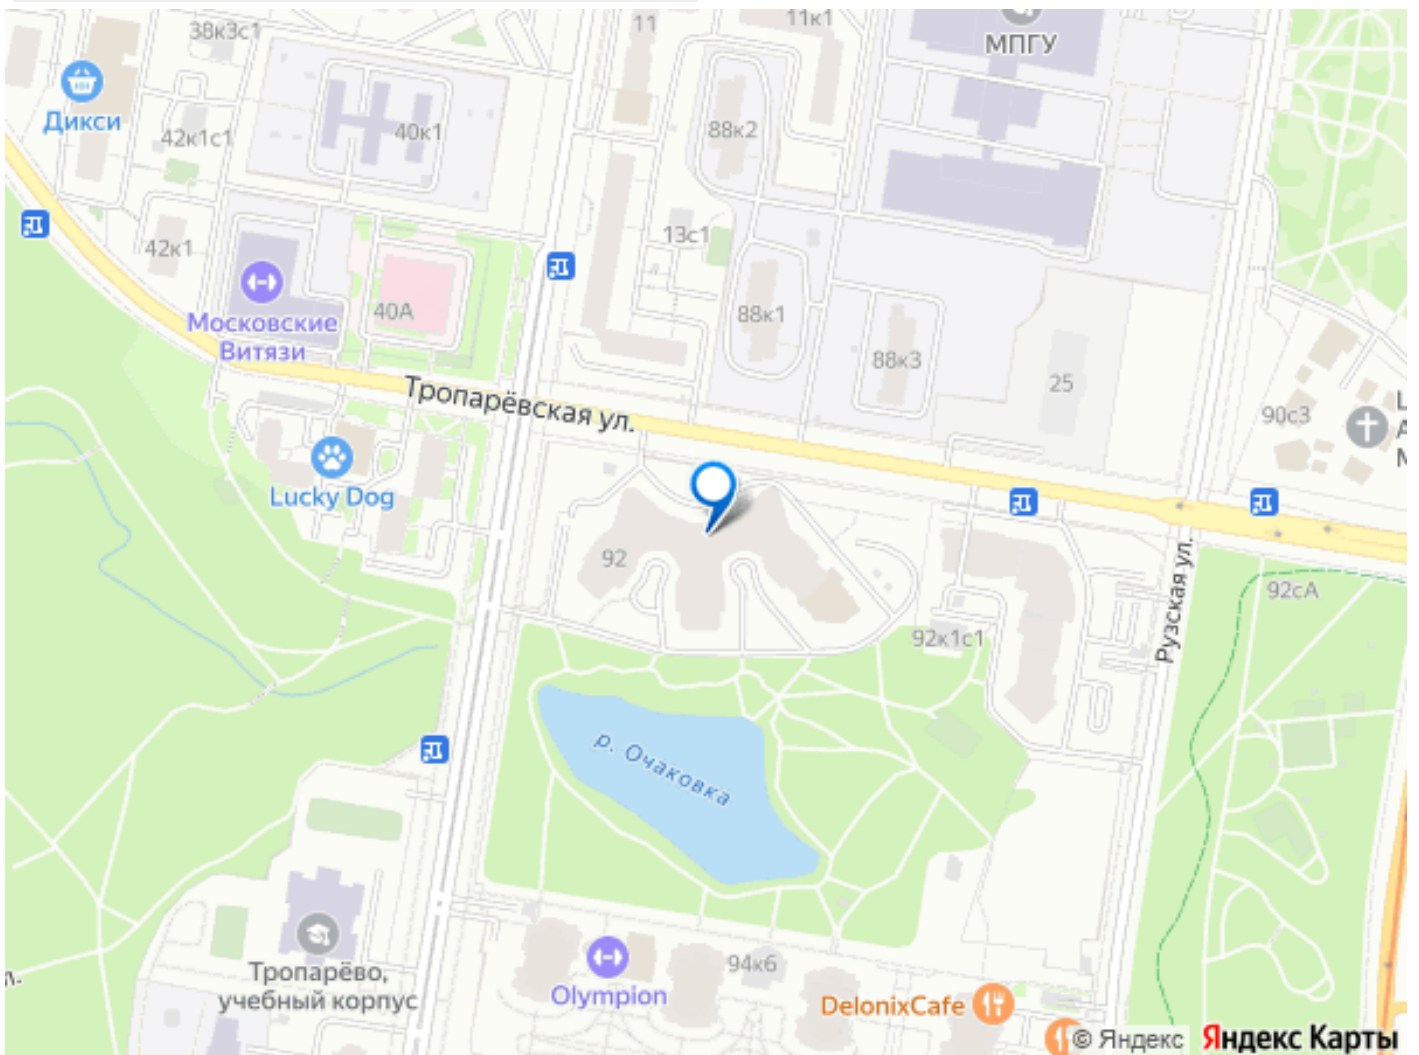 38к3с1
11
11к1
МПГУ
Дикси
42к1с1
40к1
88к2
42к1
13с1
40А
Московские
Витязи
88к1
88к3
25
Тропарёвская ул.
90с3
Lucky Dog
92
Рузская ул.
92сА
92к1с1
р. Очаковка
Тропарёво,
учебный корпус
94к6
Olympion
DelonixCafe
© Яндекс
Яндекс Карты